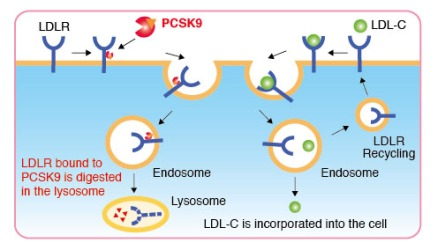 LDLR
PCSK9
LDL-C
LDLR
Recycling
LDLR bound to
PCSK9 is digested
in the lysosome
Endosome
Endosome
Lysosome
LDL-C is incorporated into the cell